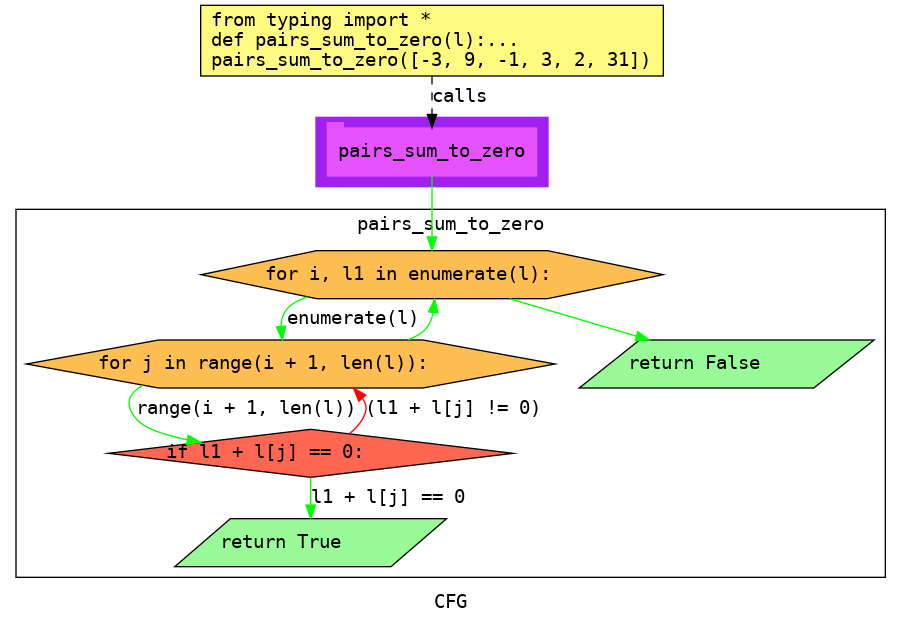 from typing import *
def pairs_sum_to_zero(l):...
pairs_sum_to_zero([-3, 9, -1, 3, 2, 31])
calls
pairs_sum_to_zero
pairs_sum_to_zero
for i, l1 in enumerate(l):
enumerate(l)
for j in range(i + 1, len(l)):
return False
range(i + 1, len(l))
(l1 + l[j] != 0)
if l1 + l[j] == 0:
l1 + l[j] == 0
return True
CFG